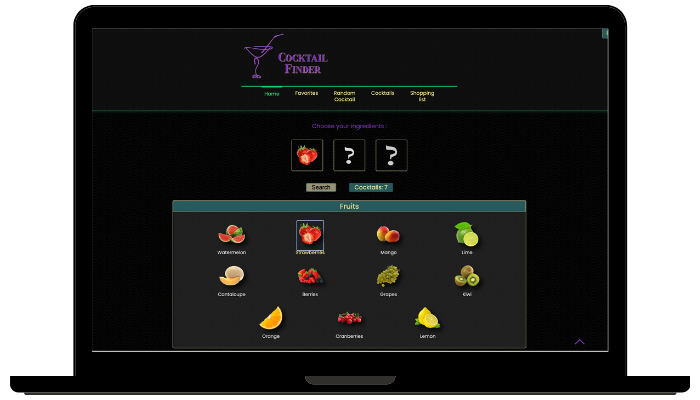 Cocktail
Finder
Home
Favorites
Random
Cocktail
Cocktails
Shopping
list
Choose your ingredients :
? ?
Search
Cocktails: 7
Fruits
Watermelon
Strawberries
Mango
Lime
Cantaloupe
Berries
Grapes
Kiwi
Orange
Cranberries
Lemon